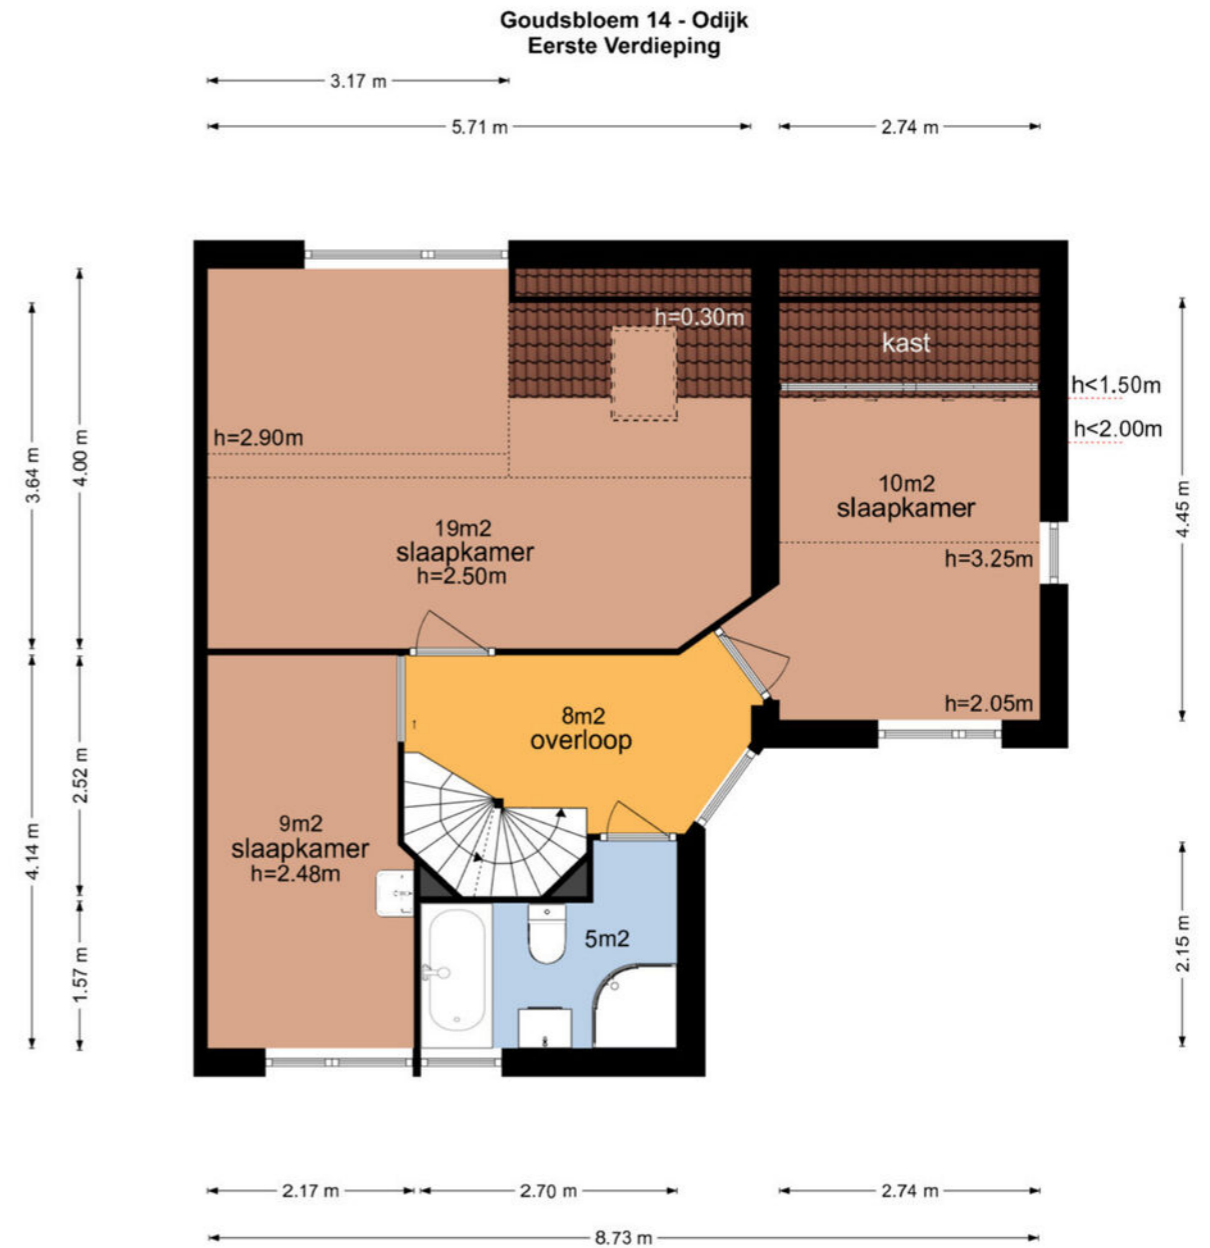 Goudsbloem 14 - Odijk
Eerste Verdieping
3.17 m
5.71 m
2.74 m
h=0.30m
kast
h<1.50m
h<2.00m
h=2.90m
3.64 m
4.00 m
4.45 m
10m2
slaapkamer
19m2
slaapkamer
h=2.50m
h=3.25m
h=2.05m
8m2
overloop
2.52 m
4.14 m
9m2
slaapkamer
h=2.48m
5m2
1.57 m
2.15 m
2.17 m
2.70 m
2.74 m
8.73 m